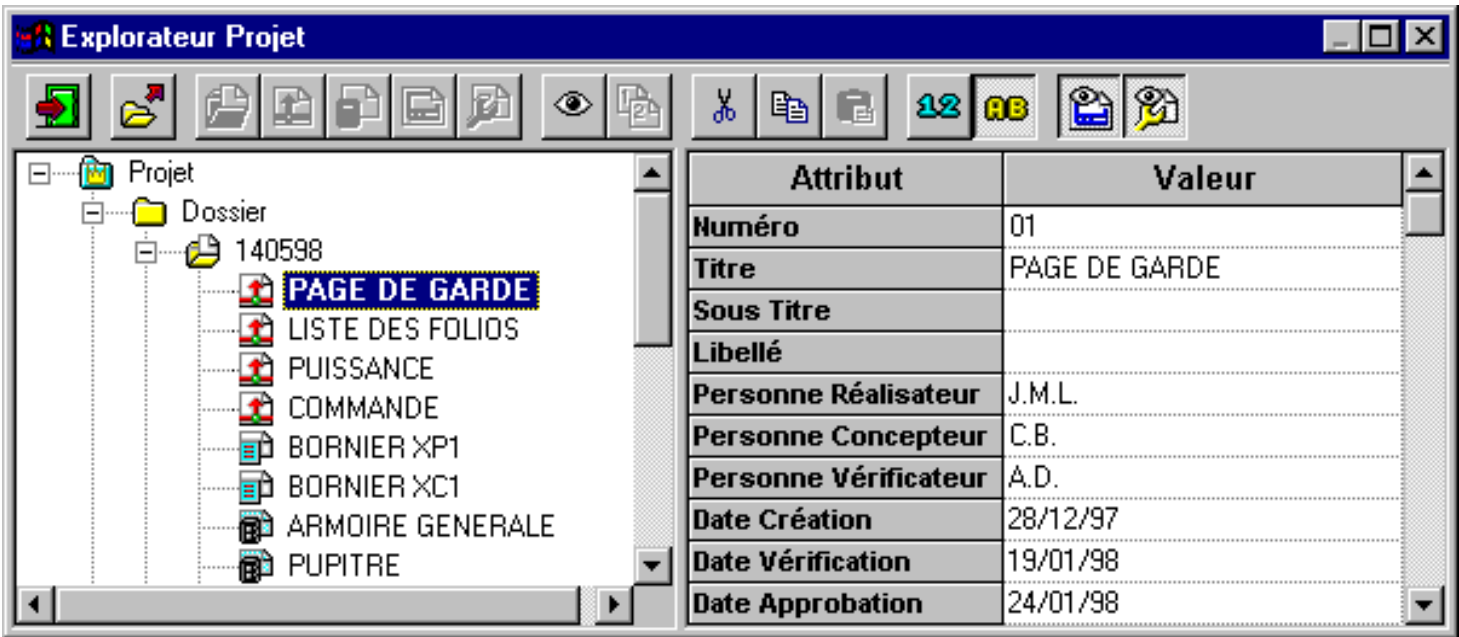 Explorateur Projet
12 AB
Projet
Dossier
140598
PAGE DE GARDE
LISTE DES FOLIOS
PUISSANCE
COMMANDE
BORNIER XP1
BORNIER XC1
ARMOIRE GENERALE
PUPITRE
Attribut Valeur
Numéro 01
Titre PAGE DE GARDE
Sous Titre
Libellé
Personne Réalisateur J.M.L.
Personne Concepteur C.B.
Personne Vérificateur A.D.
Date Création 28/12/97
Date Vérification 19/01/98
Date Approbation 24/01/98